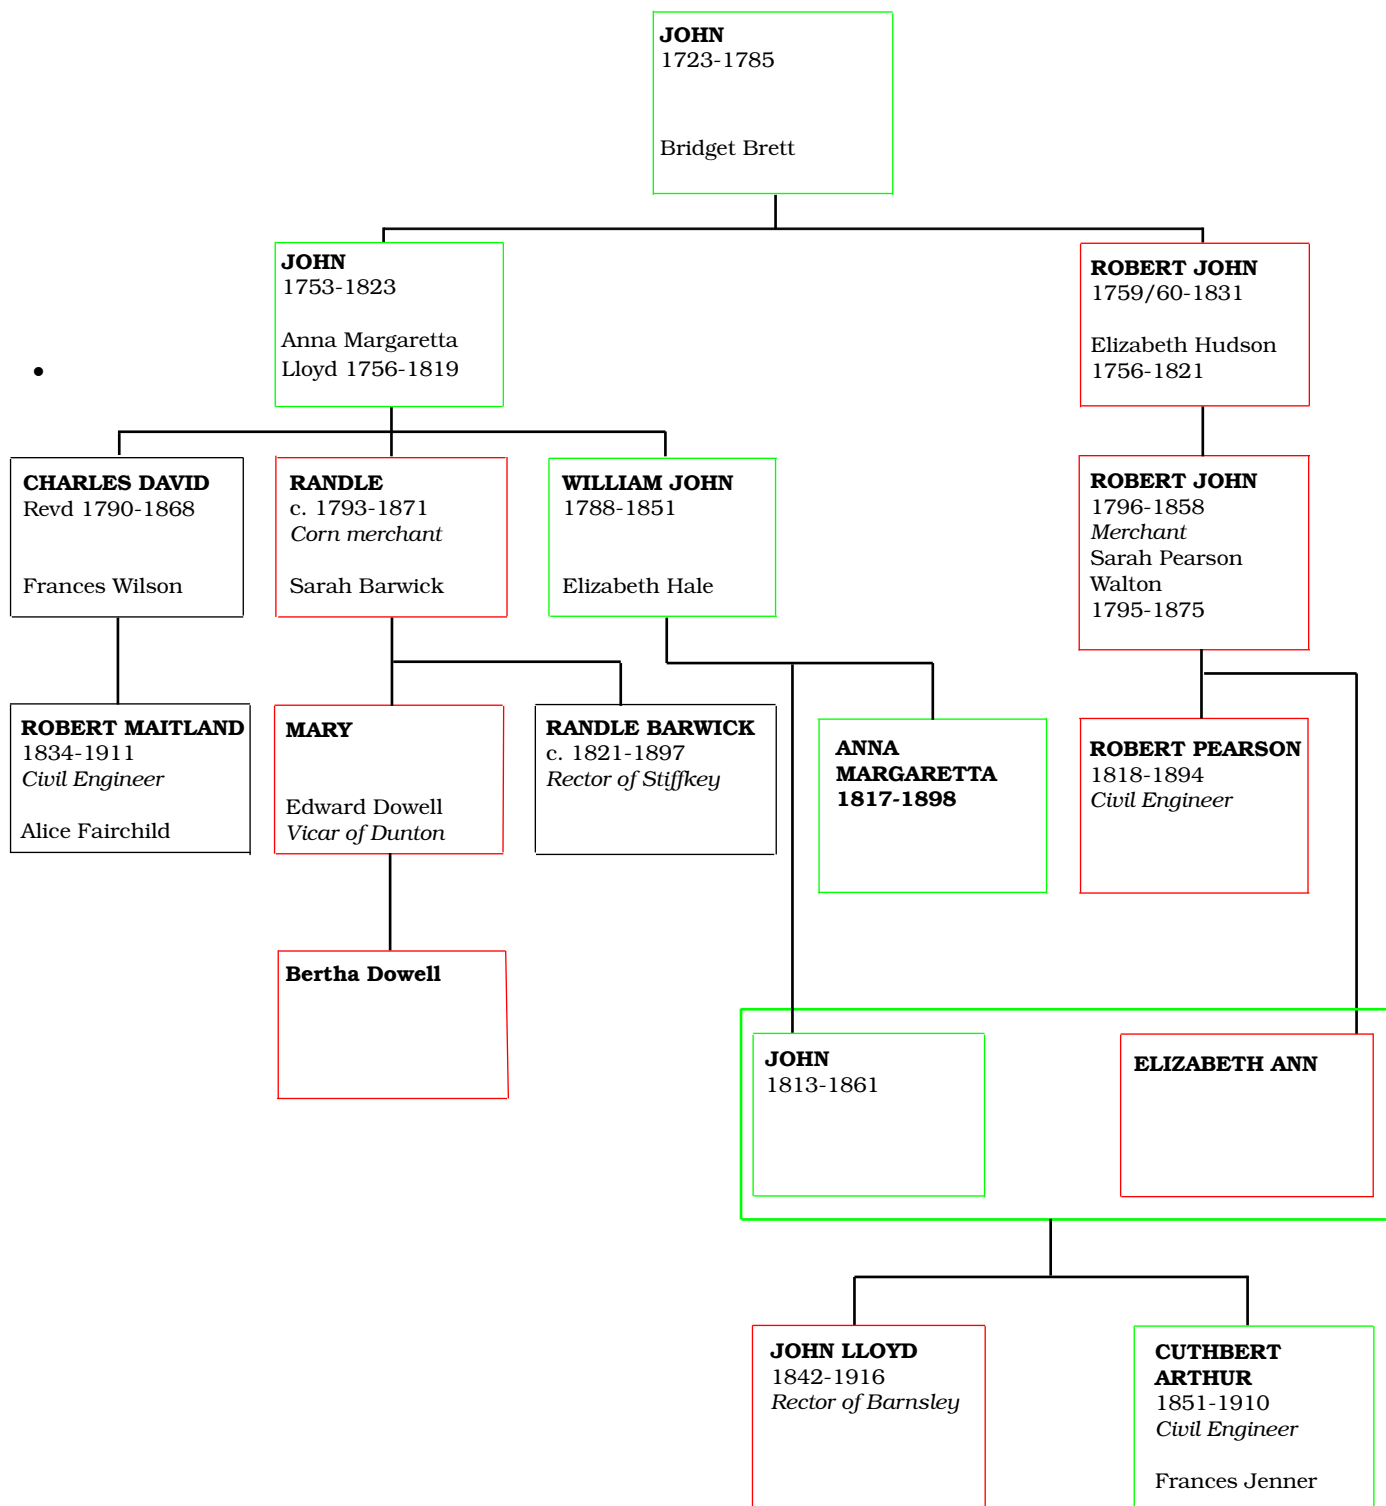 JOHN
1723-1785
Bridget Brett
JOHN
1753-1823
Anna Margaretta
Lloyd 1756-1819
ROBERT JOHN
1759/60-1831
Elizabeth Hudson
1756-1821
•
CHARLES DAVID
Revd 1790-1868
Frances Wilson
RANDLE
c. 1793-1871
Corn merchant
Sarah Barwick
WILLIAM JOHN
1788-1851
Elizabeth Hale
ROBERT JOHN
1796-1858
Merchant
Sarah Pearson
Walton
1795-1875
ROBERT MAITLAND
1834-1911
Civil Engineer
Alice Fairchild
MARY
Edward Dowell
Vicar of Dunton
RANDLE BARWICK
c. 1821-1897
Rector of Stiffkey
ANNA
MARGARETTA
1817-1898
ROBERT PEARSON
1818-1894
Civil Engineer
Bertha Dowell
JOHN
1813-1861
ELIZABETH ANN
JOHN LLOYD
1842-1916
Rector of Barnsley
CUTHBERT
ARTHUR
1851-1910
Civil Engineer
Frances Jenner